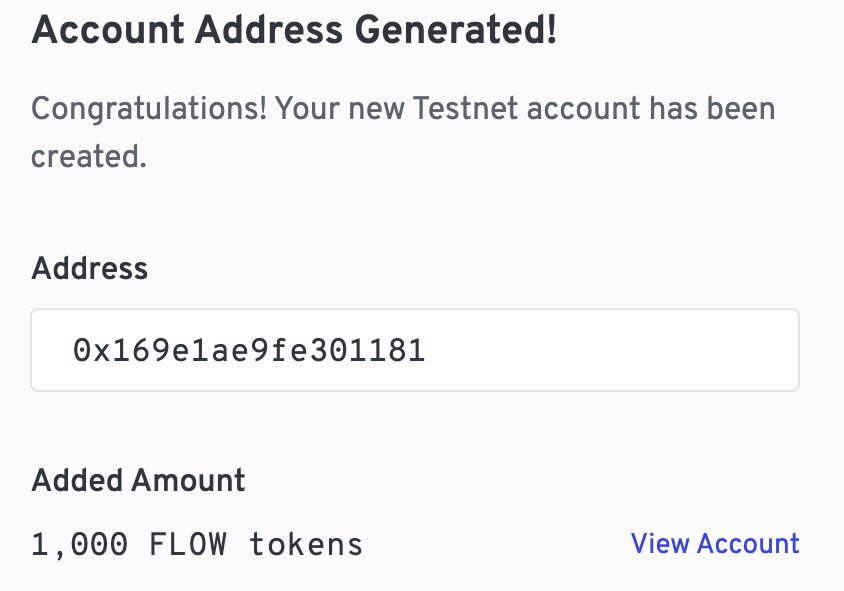 Account Address Generated!
Congratulations! Your new Testnet account has been
created.
Address
0x169e1ae9fe301181
Added Amount
1,000 FLOW tokens
View Account